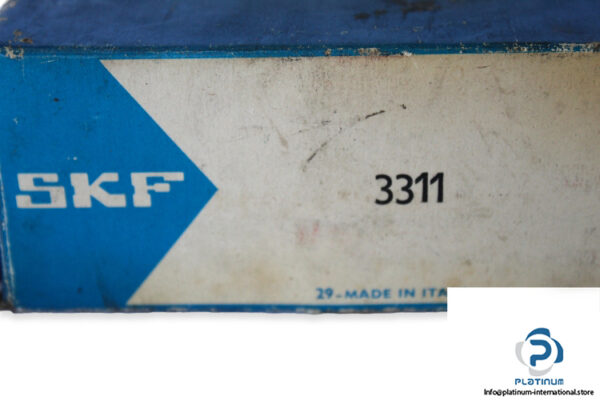 SKF
3311
29-MADE IN ITA
PLATINUM
Info@platinum-international.store